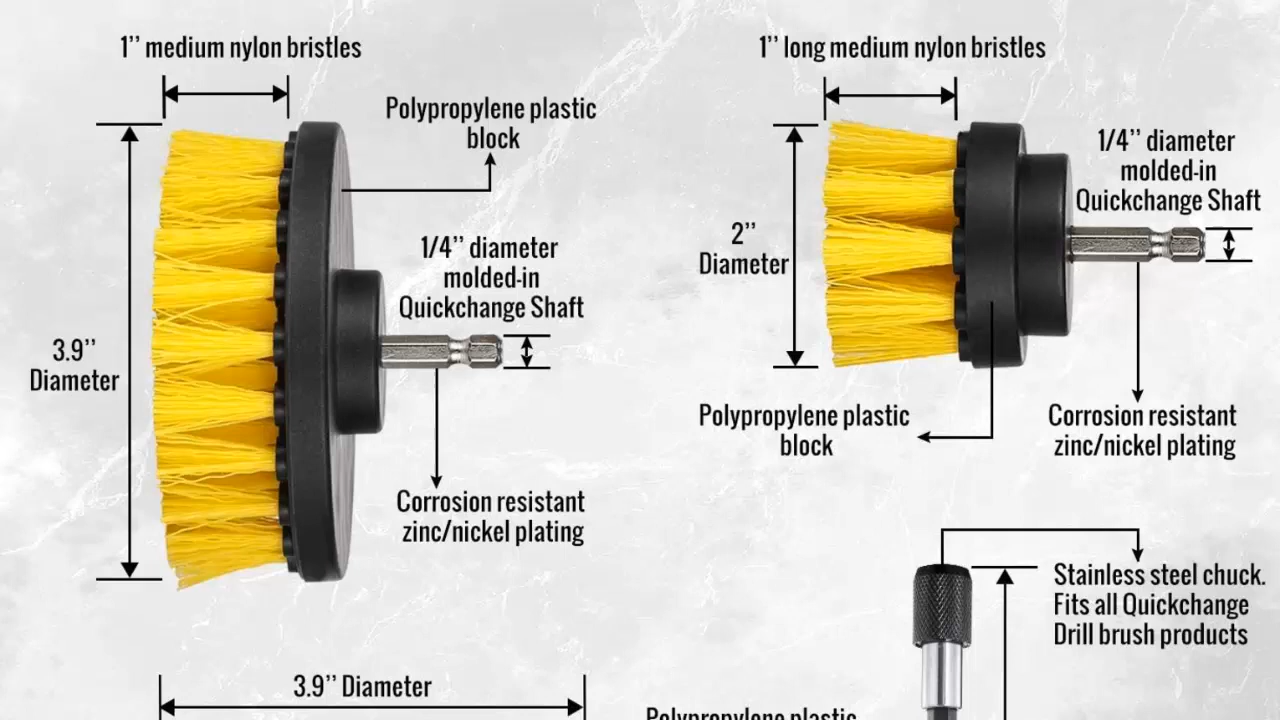 1’’ medium nylon bristles
Polypropylene plastic
block
1/4’’ diameter
molded-in
Quickchange Shaft
3.9’’
Diameter
Corrosion resistant
zinc/nickel plating
1’’ long medium nylon bristles
1/4’’ diameter
molded-in
Quickchange Shaft
2’’
Diameter
Polypropylene plastic
block
Corrosion resistant
zinc/nickel plating
Stainless steel chuck.
Fits all Quickchange
Drill brush products
3.9’’ Diameter
Polypropylene plastic